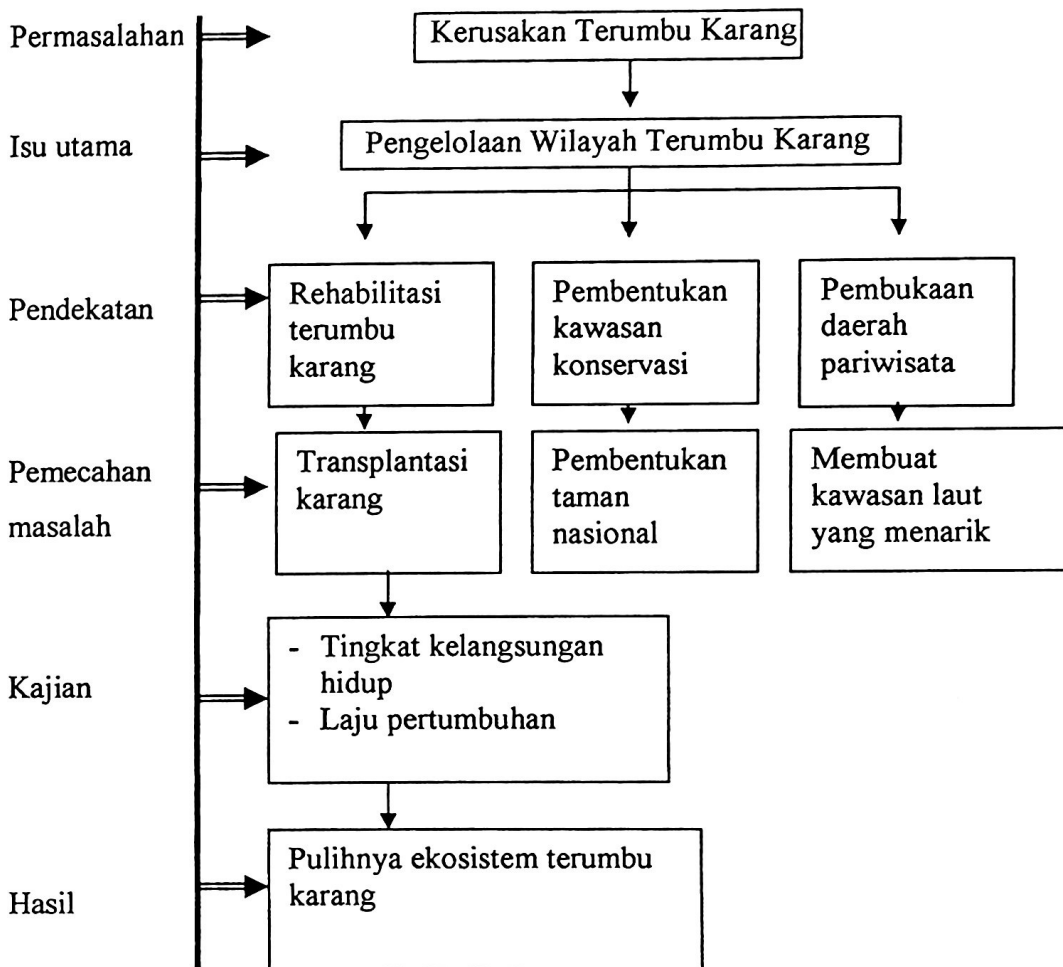 Permasalahan
Kerusakan Terumbu Karang
Isu utama
Pengelolaan Wilayah Terumbu Karang
Pendekatan
Rehabilitasi
terumbu
karang
Pembentukan
kawasan
konservasi
Pembukaan
daerah
pariwisata
Pemecahan
masalah
Transplantasi
karang
Pembentukan
taman
nasional
Membuat
kawasan laut
yang menarik
Kajian
- Tingkat kelangsungan
hidup
- Laju pertumbuhan
Hasil
Pulihnya ekosistem terumbu
karang